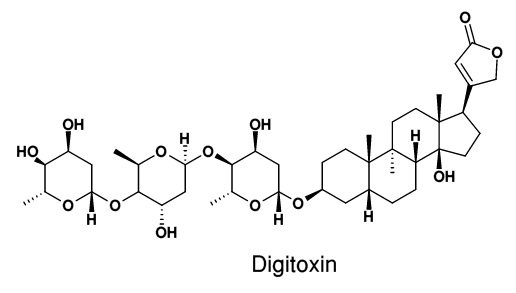 O
O
OH OH
H H
HO O O
OH
O O O O
H H H
OH
Digitoxin